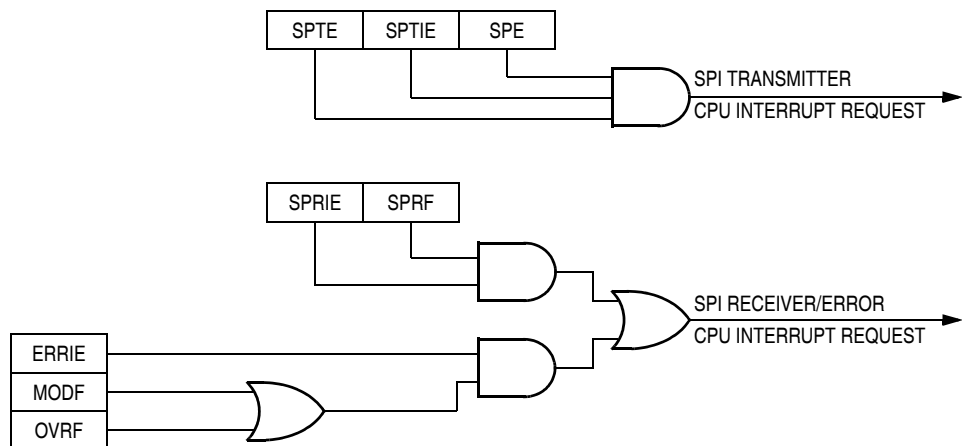 SPTE SPTIE SPE
SPI TRANSMITTER
CPU INTERRUPT REQUEST
SPRIE SPRF
SPI RECEIVER/ERROR
CPU INTERRUPT REQUEST
ERRIE
MODF
OVRF